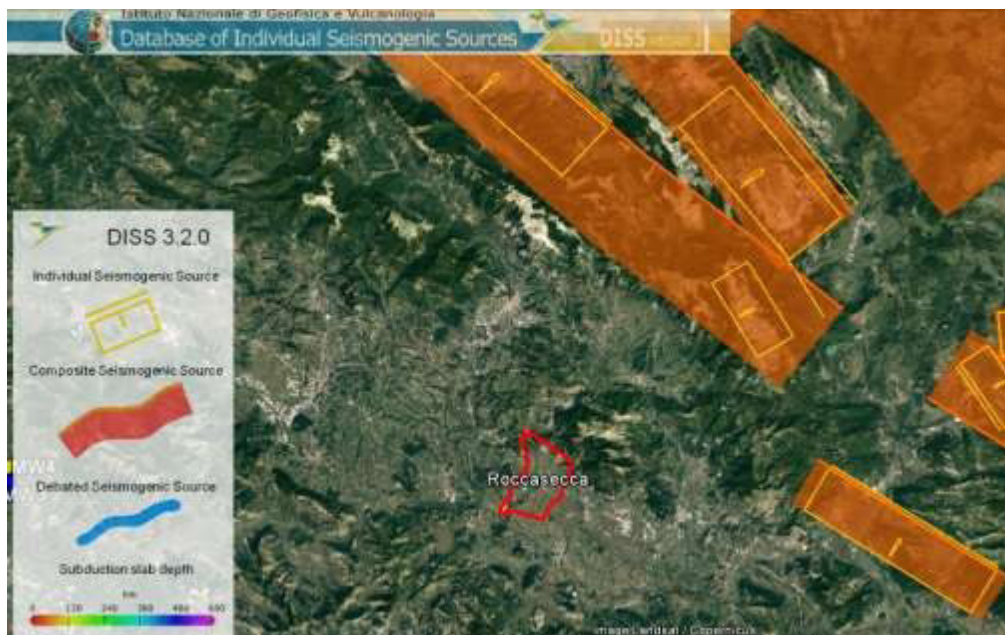 Istituto Nazionale di Geofisica e Vulcanologia
Database of Individual Seismogenic Sources
DISS
DISS 3.2.0
Individual Seismogenic Source
Composite Seismogenic Source
MW4
Debated Seismogenic Source
Roccasecca
Subduction slab depth
km
0 120 240 360 480 600
Image Landsat / Copernicus